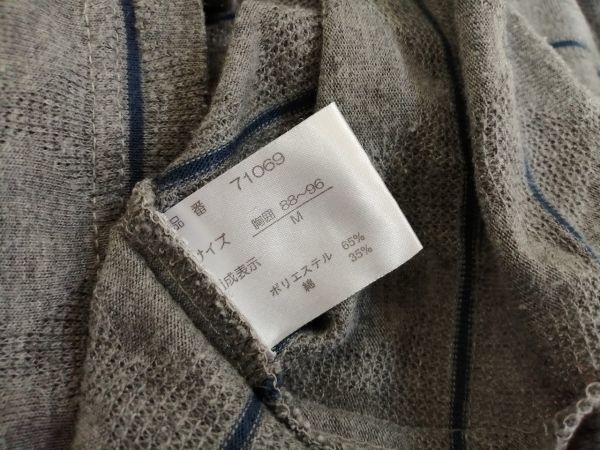 品番 71069
サイズ 胸囲 88~96
M
成表示
ポリエステル 65%
綿 35%